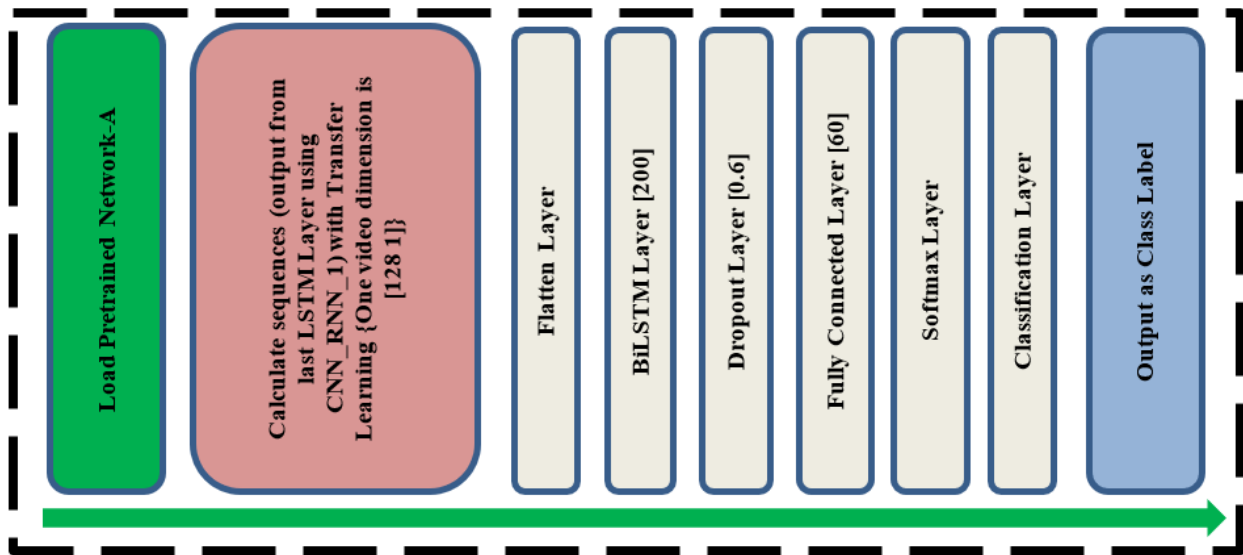 Load Pretrained Network-A
Calculate sequences (output from
last LSTM Layer using
CNN_RNN_1) with Transfer
Learning {One video dimension is
[128 1]}
Flatten Layer
BiLSTM Layer [200]
Dropout Layer [0.6]
Fully Connected Layer [60]
Softmax Layer
Classification Layer
Output as Class Label